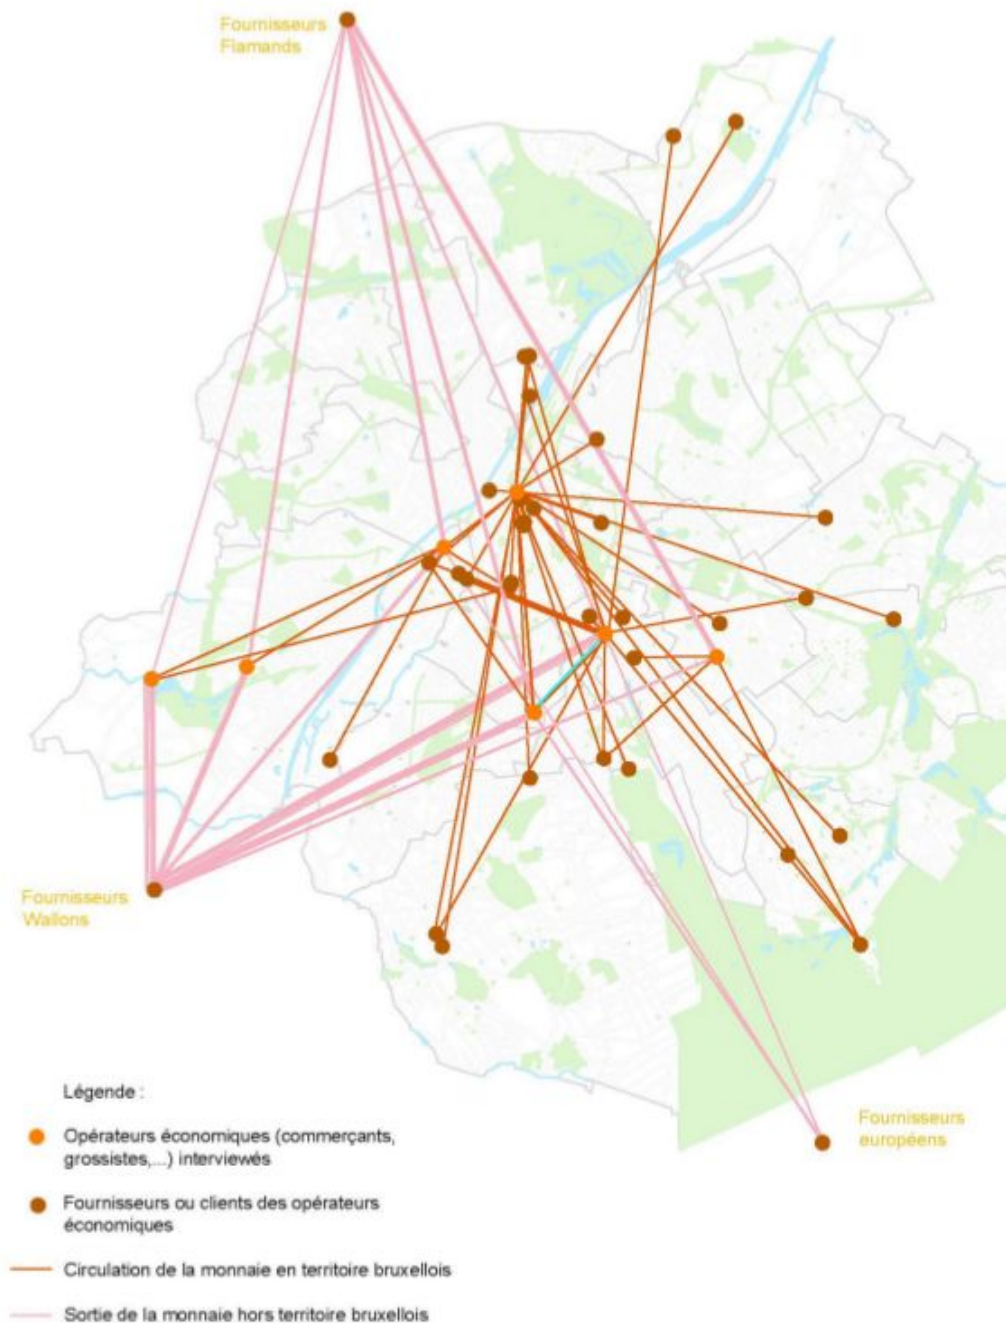 Fournisseurs
Flamands
Fournisseurs
Wallons
Fournisseurs
européens
Légende :
Opérateurs économiques (commerçants,
grossistes,...) interviewés
Fournisseurs ou clients des opérateurs
économiques
Circulation de la monnaie en territoire bruxellois
Sortie de la monnaie hors territoire bruxellois